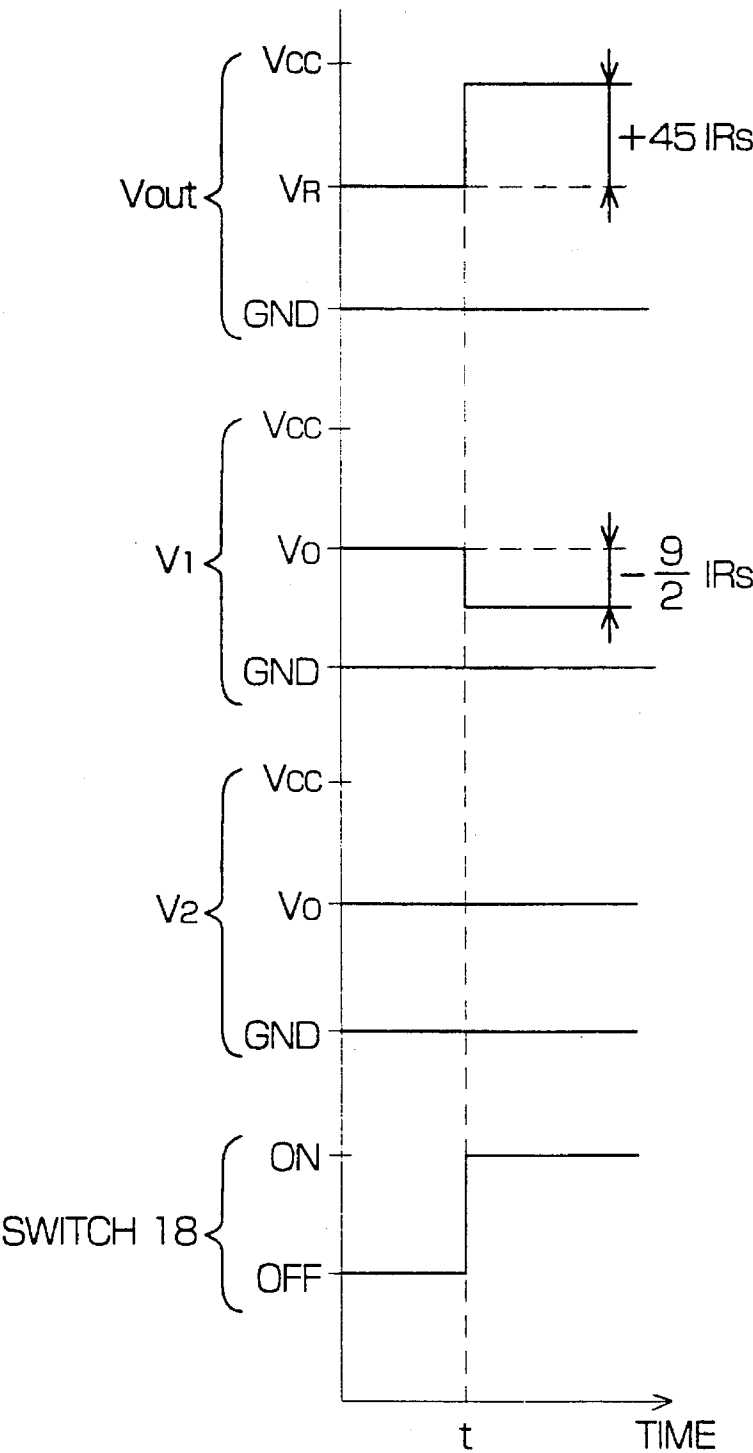 Vcc
+45 IRs
Vout
VR
GND
Vcc
Vo
V1
- 9/2 IRs
GND
Vcc
V2
Vo
GND
ON
SWITCH 18
OFF
t
TIME